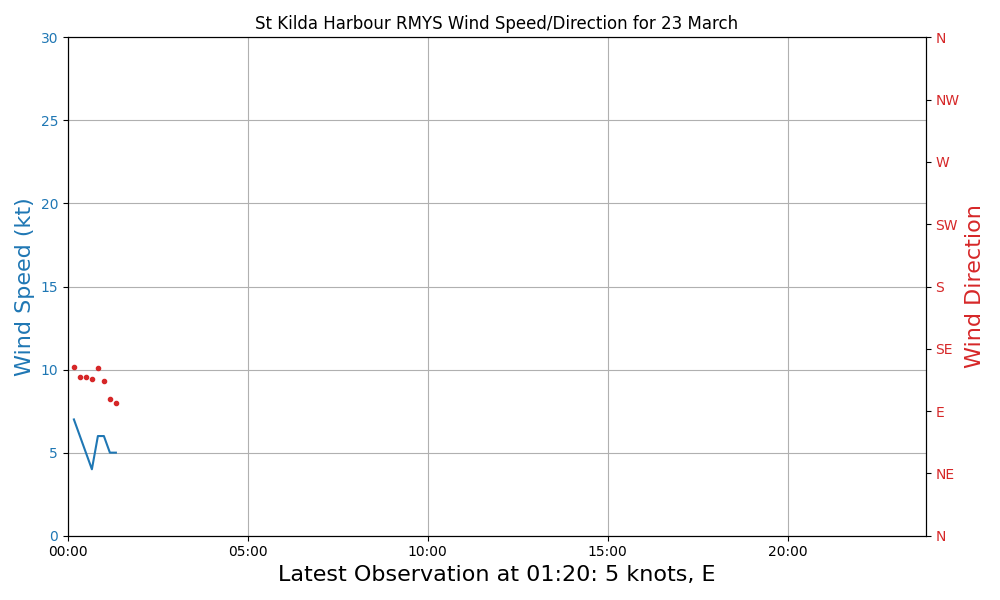 St Kilda Harbour RMYS Wind Speed/Direction for 23 March
Wind Speed (kt)
30
25
20
15
10
5
0
00:00
05:00
10:00
15:00
20:00
N
NW
W
SW
S
SE
E
NE
N
Wind Direction
Latest Observation at 01:20: 5 knots, E